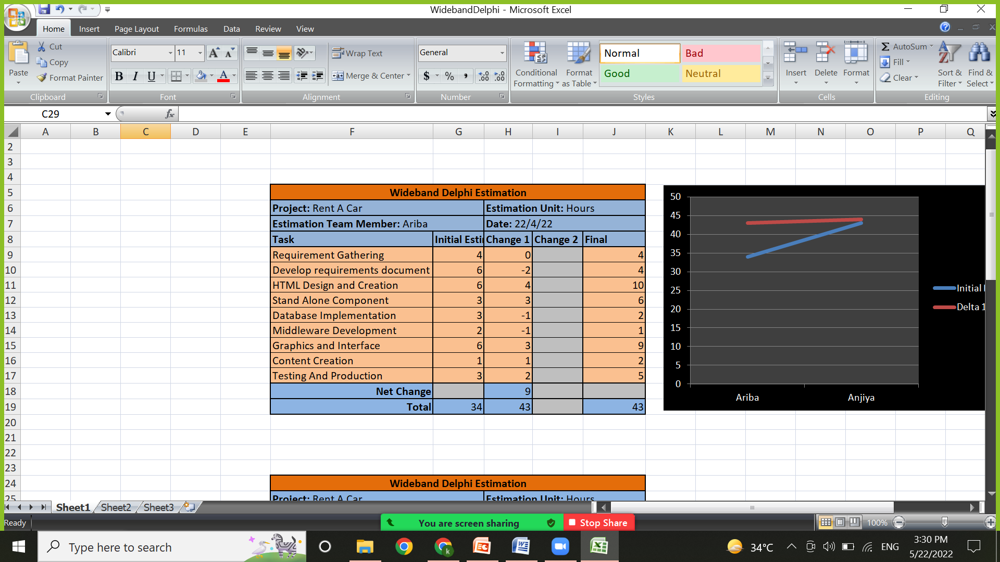 WidebandDelphi - Microsoft Excel
Home Insert Page Layout Formulas Data Review View
Paste
Cut
Copy
Format Painter
Clipboard
Calibri 11
B I U
Font
Wrap Text
Merge & Center
Alignment
General
$ % ,
Number
Conditional Formatting
Format as Table
Normal Bad
Good Neutral
Styles
Insert Delete Format
Cells
Σ AutoSum
Fill
Clear
Sort & Filter
Find & Select
Editing
C29 fx
A B C D E F G H I J K L M N O P Q
2
3
4
5 Wideband Delphi Estimation
6 Project: Rent A Car Estimation Unit: Hours
7 Estimation Team Member: Ariba Date: 22/4/22
8 Task Initial Esti Change 1 Change 2 Final
9 Requirement Gathering 4 0 4
10 Develop requirements document 6 -2 4
11 HTML Design and Creation 6 4 10
12 Stand Alone Component 3 3 6
13 Database Implementation 3 -1 2
14 Middleware Development 2 -1 1
15 Graphics and Interface 6 3 9
16 Content Creation 1 1 2
17 Testing And Production 3 2 5
18 Net Change 9
19 Total 34 43 43
20
21
22
23
24 Wideband Delphi Estimation
25 Project: Rent A Car Estimation Unit: Hours
50
45
40
35
30
25
20
15
10
5
0
Ariba Anjiya
Initial
Delta 1
Sheet1 Sheet2 Sheet3
Ready
You are screen sharing Stop Share
100%
Type here to search
34°C
ENG
3:30 PM
5/22/2022